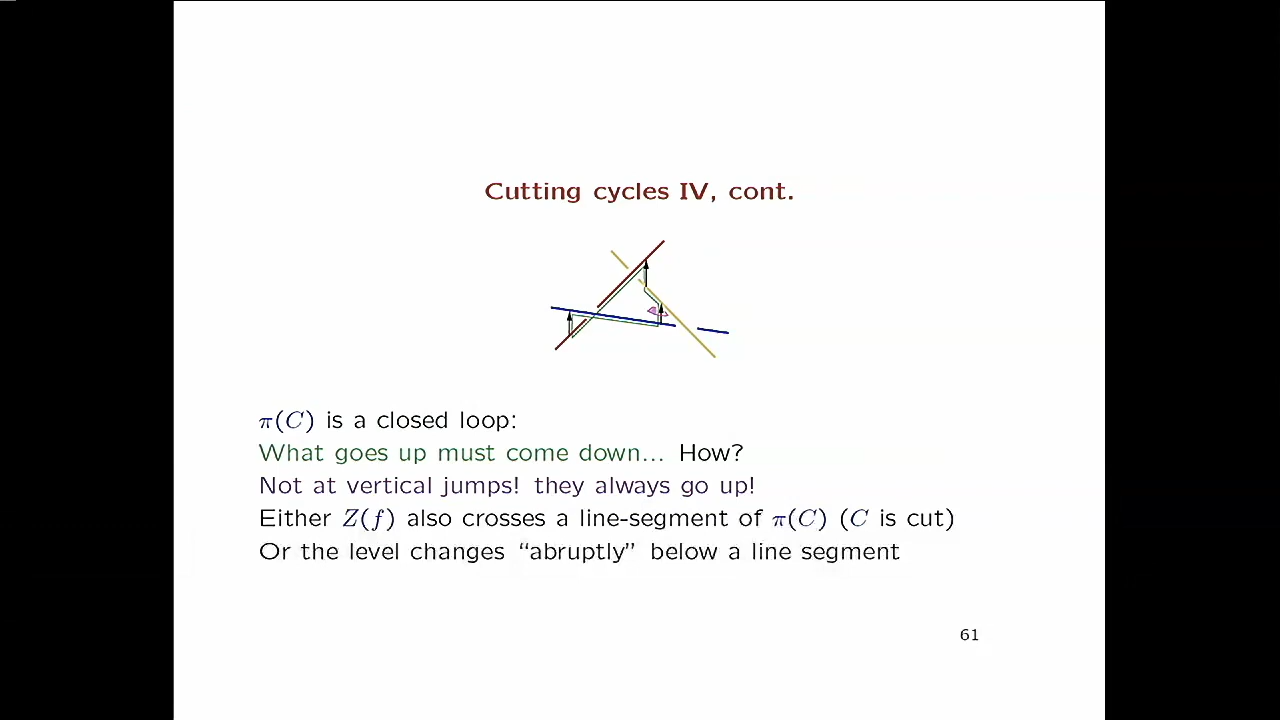 Cutting cycles IV, cont.
π(C) is a closed loop:
What goes up must come down... How?
Not at vertical jumps! they always go up!
Either Z(f) also crosses a line-segment of π(C) (C is cut)
Or the level changes “abruptly” below a line segment
61